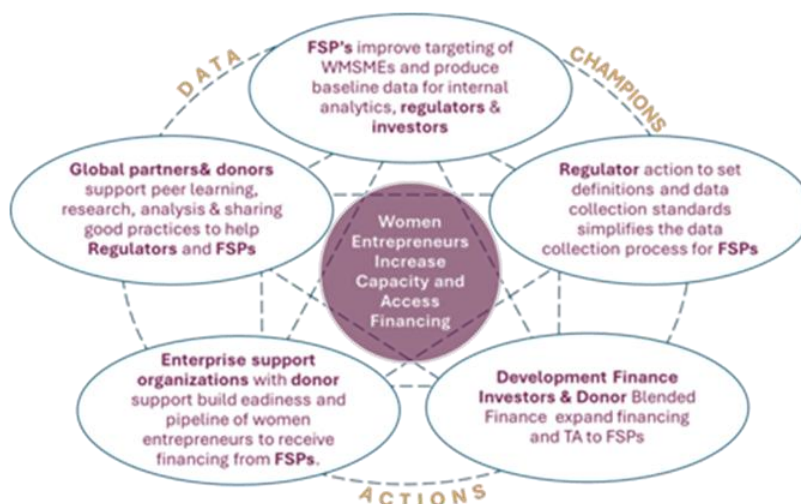 DATA
CHAMPIONS
FSP's improve targeting of
WMSMEs and produce
baseline data for internal
analytics, regulators &
investors
Global partners& donors
support peer learning,
research, analysis & sharing
good practices to help
Regulators and FSPs
Regulator action to set
definitions and data
collection standards
simplifies the data
collection process for FSPs
Women
Entrepreneurs
Increase
Capacity and
Access
Financing
Enterprise support
organizations with donor
support build eadiness and
pipeline of women
entrepreneurs to receive
financing from FSPs.
Development Finance
Investors & Donor Blended
Finance expand financing
and TA to FSPs
ACTIONS